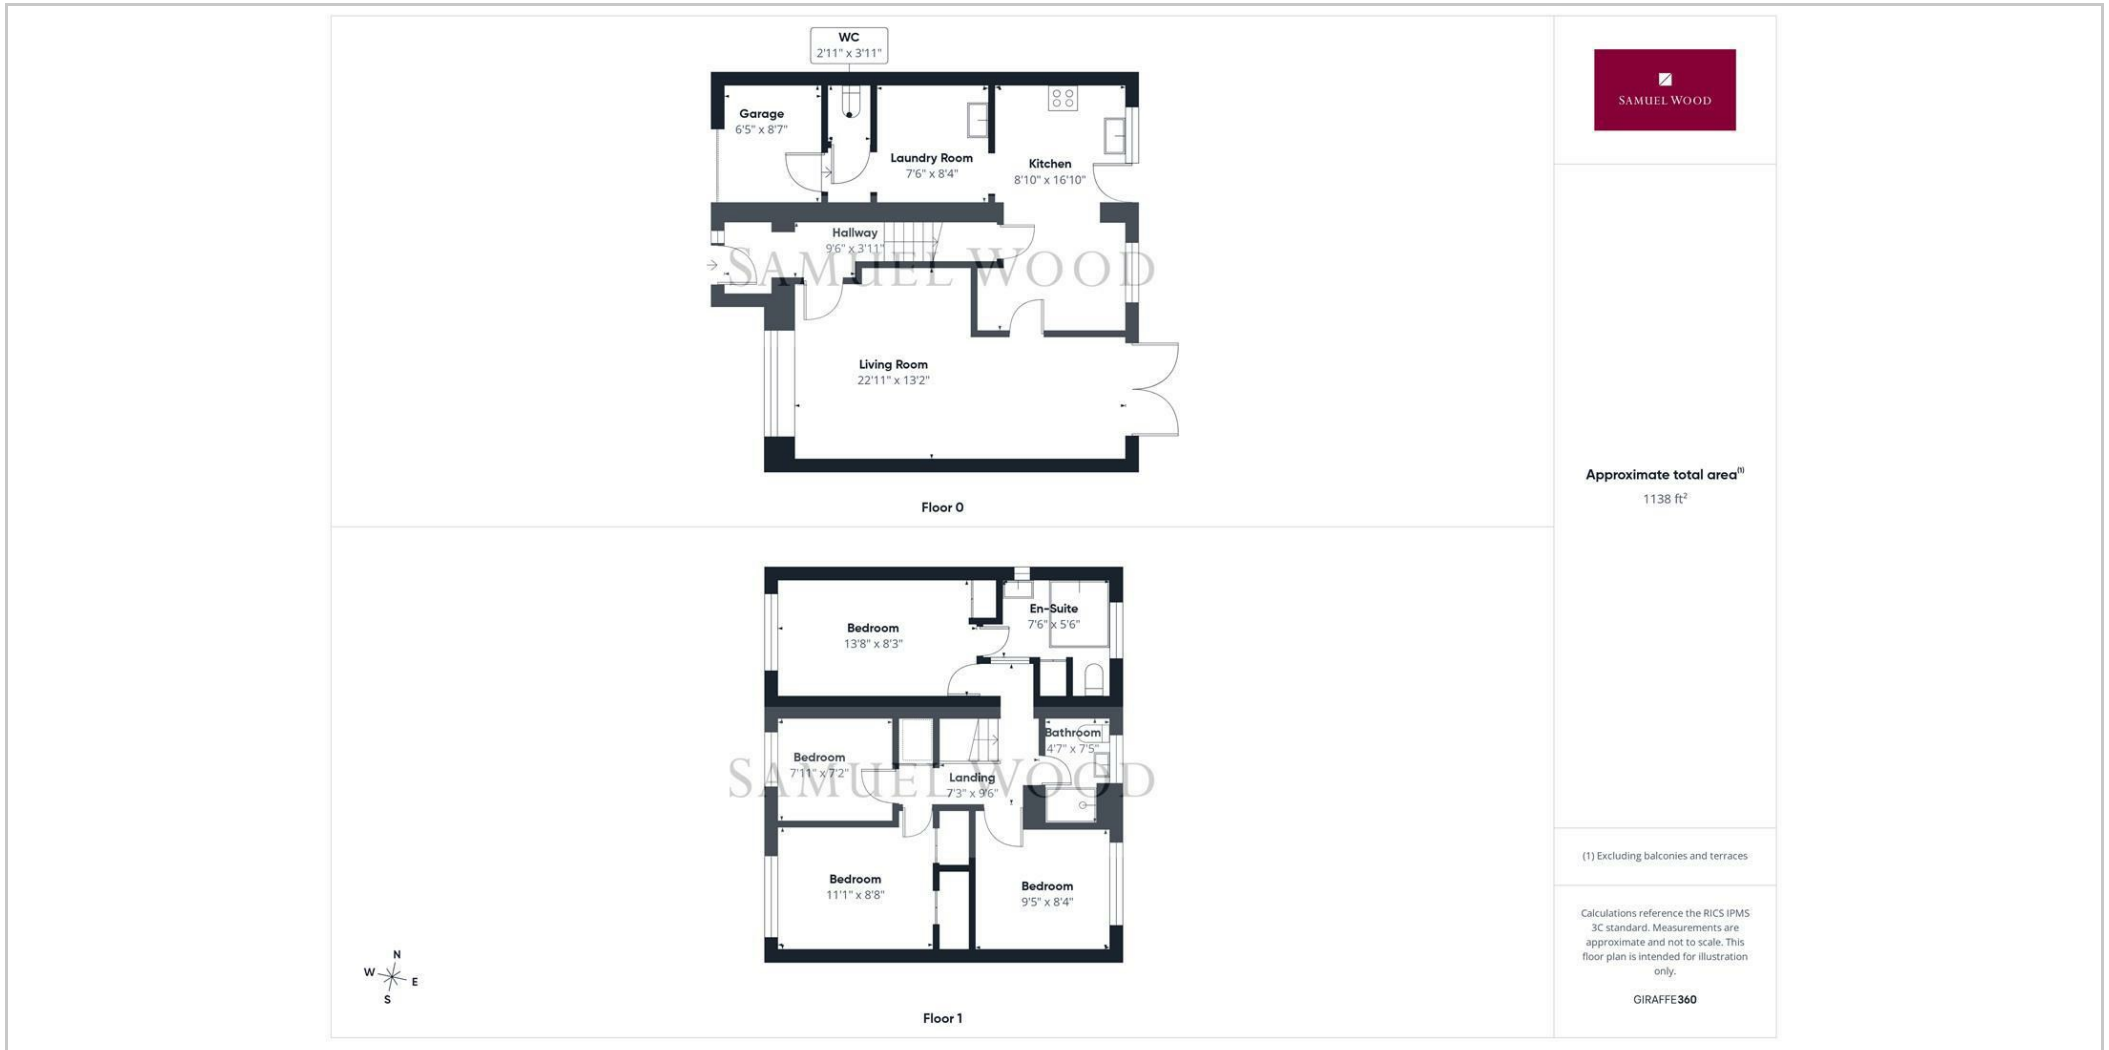 WC
2'11" x 3'11"
Garage
6'5" x 8'7"
Laundry Room
7'6" x 8'4"
Kitchen
8'10" x 16'10"
Hallway
9'6" x 3'11"
SAMUEL WOOD
Living Room
22'11" x 13'2"
Floor 0
Bedroom
13'8" x 8'3"
En-Suite
7'6" x 5'6"
Bedroom
7'11" x 7'2"
Bathroom
4'7" x 7'5"
Landing
7'3" x 9'6"
SAMUEL WOOD
Bedroom
11'1" x 8'8"
Bedroom
9'5" x 8'4"
N
W
E
S
Floor 1
SAMUEL WOOD
Approximate total area(1)
1138 ft²
(1) Excluding balconies and terraces
Calculations reference the RICS IPMS
3C standard. Measurements are
approximate and not to scale. This
floor plan is intended for illustration
only.
GIRAFFE360